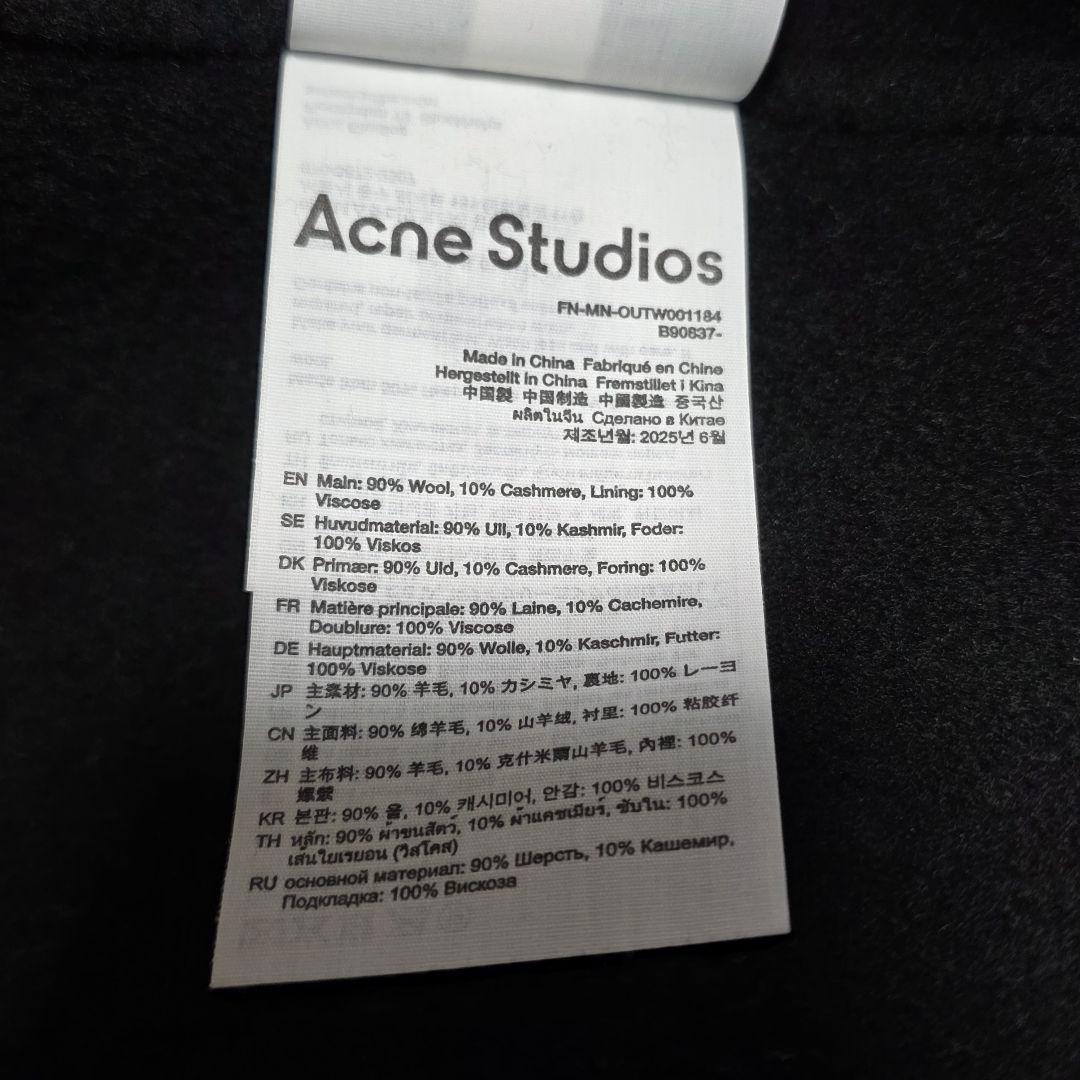 Acne Studios
FN-MN-OUTW001184
B90837-
Made in China Fabriqué en Chine
Hergestellt in China Fremstillet i Kina
中国製 中国制造 中國製造 중국산
ผลิตในจีน Сделано в Китае
제조년월: 2025년 6월
EN Main: 90% Wool, 10% Cashmere, Lining: 100%
Viscose
SE Huvudmaterial: 90% Ull, 10% Kashmir, Foder:
100% Viskos
DK Primær: 90% Uld, 10% Cashmere, Foring: 100%
Viskose
FR Matière principale: 90% Laine, 10% Cachemire,
Doublure: 100% Viscose
DE Hauptmaterial: 90% Wolle, 10% Kaschmir, Futter:
100% Viskose
JP 主素材: 90% 羊毛, 10% カシミヤ, 裏地: 100% レーヨ
ン
CN 主面料: 90% 绵羊毛, 10% 山羊绒, 衬里: 100% 粘胶纤
维
ZH 主布料: 90% 羊毛, 10% 克什米爾山羊毛, 內裡: 100%
嫘縈
KR 본판: 90% 울, 10% 캐시미어, 안감: 100% 비스코스
TH หลัก: 90% ผ้าขนสัตว์, 10% ผ้าแคชเมียร์, ซับใน: 100%
เส้นใยเรยอน (วิสโคส)
RU основной материал: 90% Шерсть, 10% Кашемир,
Подкладка: 100% Вискоза